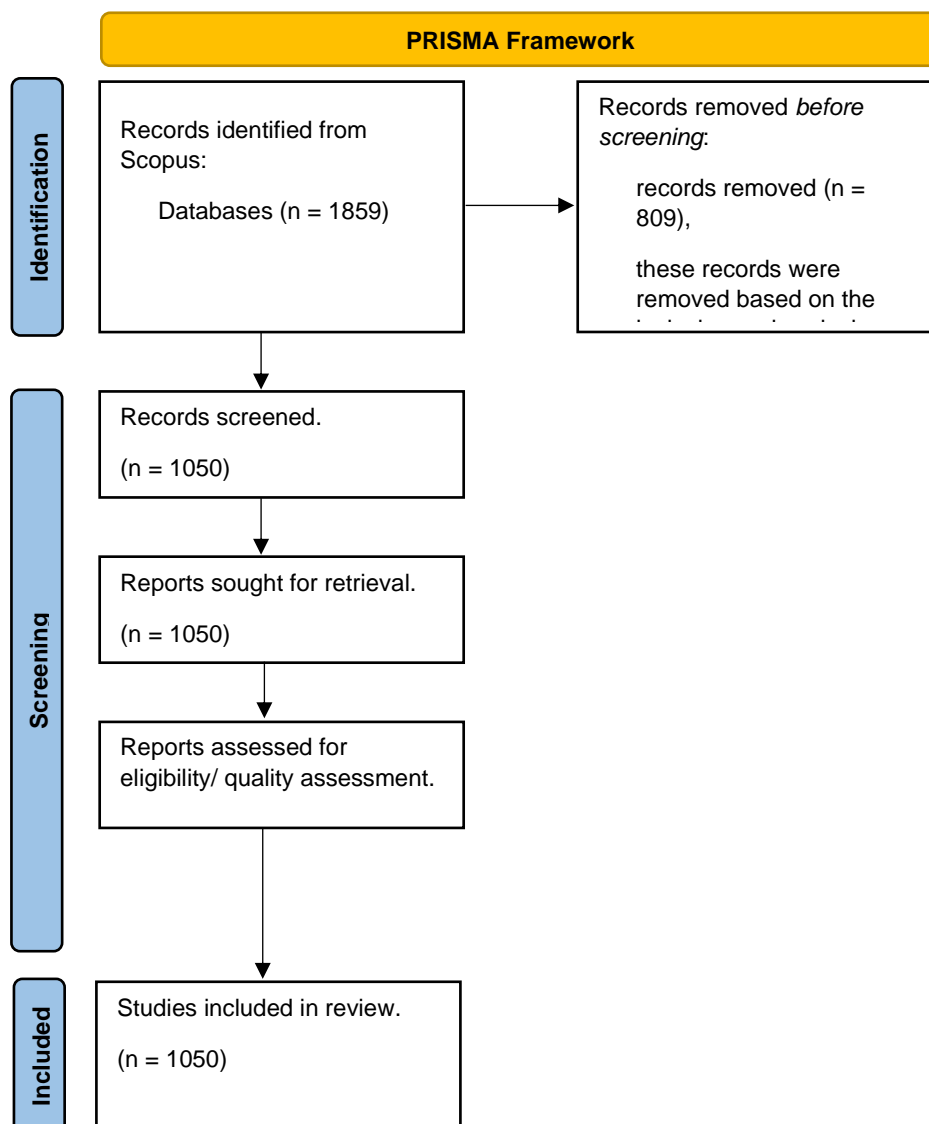 PRISMA Framework
Identification
Records identified from
Scopus:
Databases (n = 1859)
Records removed before
screening:
records removed (n =
809),
these records were
removed based on the
Screening
Records screened.
(n = 1050)
Reports sought for retrieval.
(n = 1050)
Reports assessed for
eligibility/ quality assessment.
Included
Studies included in review.
(n = 1050)